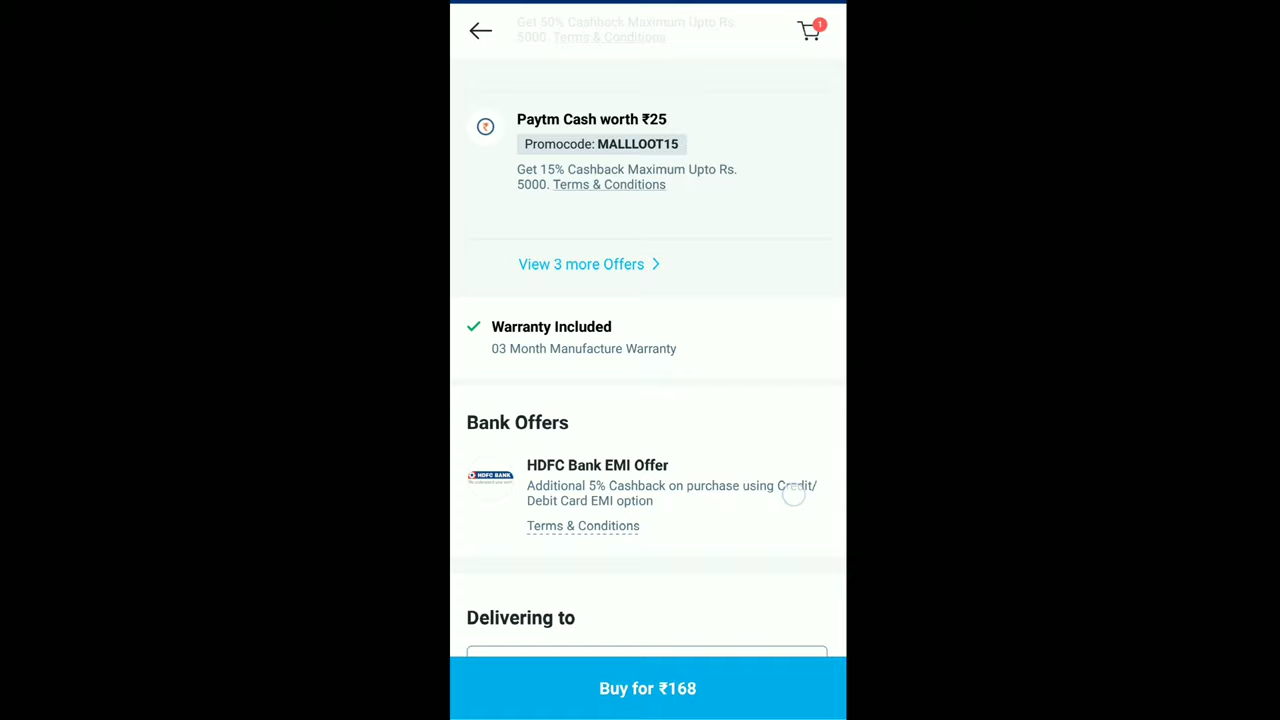 Get 50% Cashback Maximum Upto Rs.
5000. Terms & Conditions
1
Paytm Cash worth ₹25
Promocode: MALLLOOT15
Get 15% Cashback Maximum Upto Rs.
5000. Terms & Conditions
View 3 more Offers
Warranty Included
03 Month Manufacture Warranty
Bank Offers
HDFC BANK
HDFC Bank EMI Offer
Additional 5% Cashback on purchase using Credit/
Debit Card EMI option
Terms & Conditions
Delivering to
Buy for ₹168